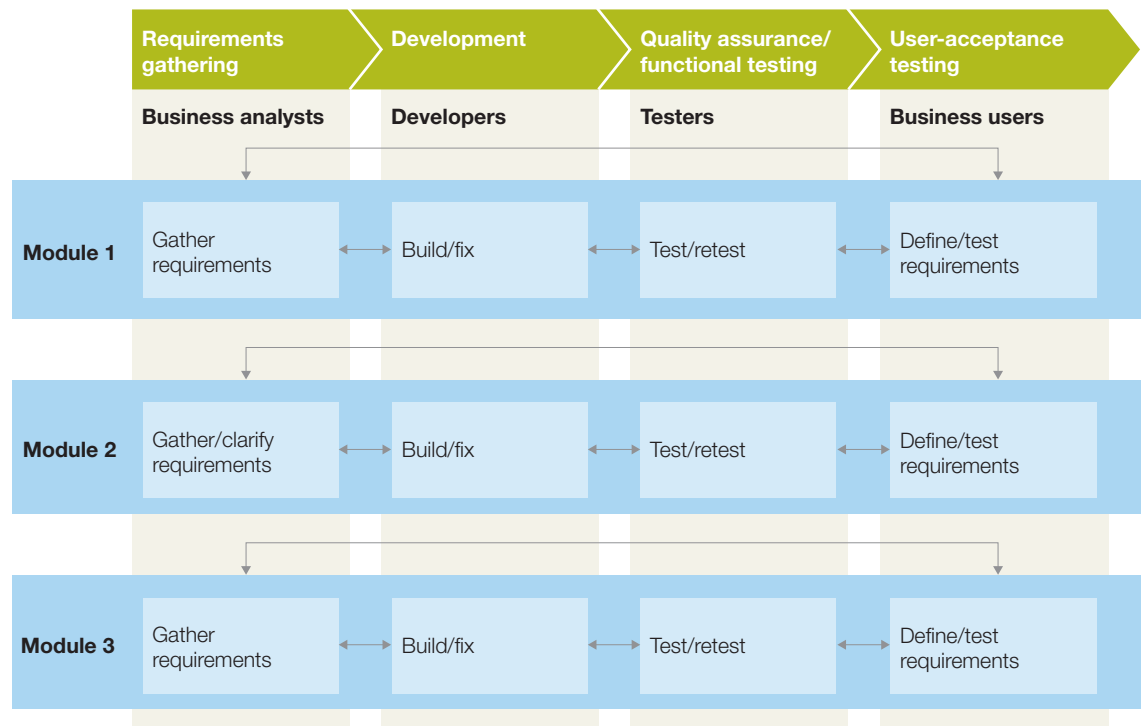 Requirements
gathering
Development
Quality assurance/
functional testing
User-acceptance
testing
Business analysts
Developers
Testers
Business users
Module 1
Gather
requirements
Build/fix
Test/retest
Define/test
requirements
Module 2
Gather/clarify
requirements
Build/fix
Test/retest
Define/test
requirements
Module 3
Gather
requirements
Build/fix
Test/retest
Define/test
requirements